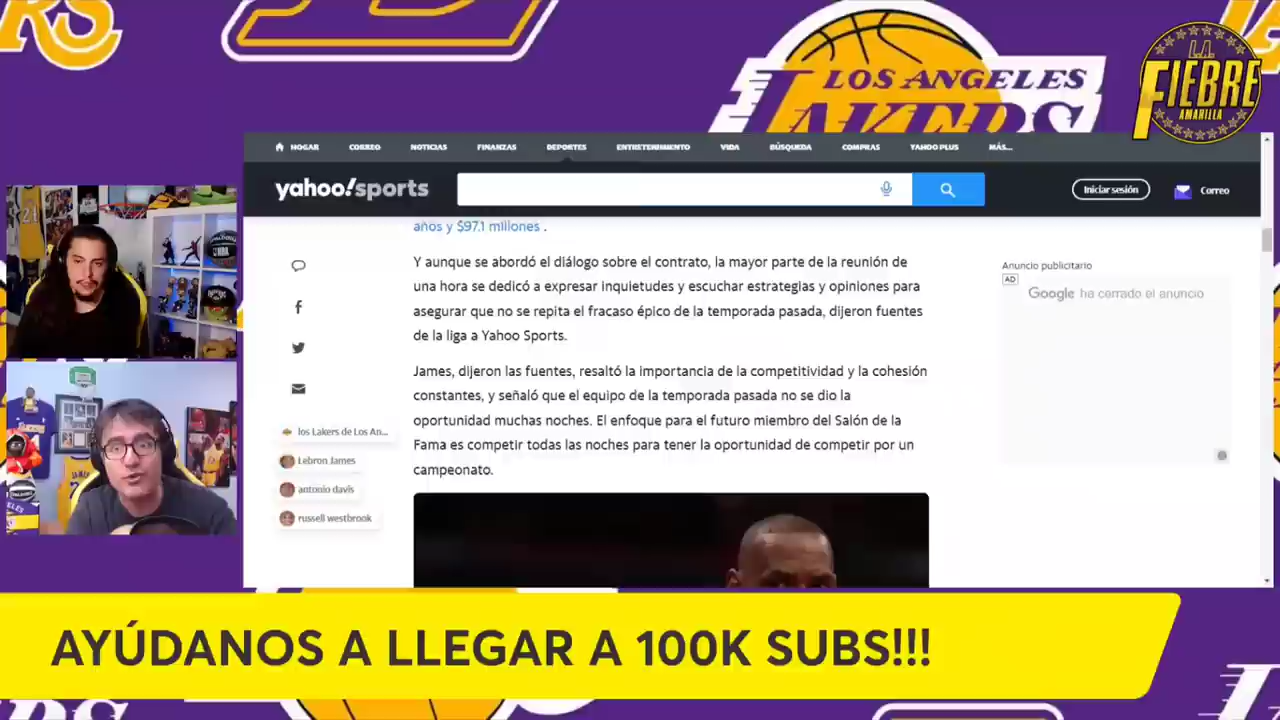 LOS ANGELES
LAKERS
L.A.
FIEBRE
AMARILLA
HOGAR
CORREO
NOTICIAS
FINANZAS
DEPORTES
ENTRETENIMIENTO
VIDA
BÚSQUEDA
COMPRAS
YAHOO PLUS
MÁS...
yahoo!sports
Iniciar sesión
Correo
años y $97.1 millones .
Y aunque se abordó el diálogo sobre el contrato, la mayor parte de la reunión de
una hora se dedicó a expresar inquietudes y escuchar estrategias y opiniones para
asegurar que no se repita el fracaso épico de la temporada pasada, dijeron fuentes
de la liga a Yahoo Sports.
James, dijeron las fuentes, resaltó la importancia de la competitividad y la cohesión
constantes, y señaló que el equipo de la temporada pasada no se dio la
oportunidad muchas noches. El enfoque para el futuro miembro del Salón de la
Fama es competir todas las noches para tener la oportunidad de competir por un
campeonato.
los Lakers de Los An...
Lebron James
antonio davis
russell westbrook
Anuncio publicitario
AD
Google ha cerrado el anuncio
AYÚDANOS A LLEGAR A 100K SUBS!!!